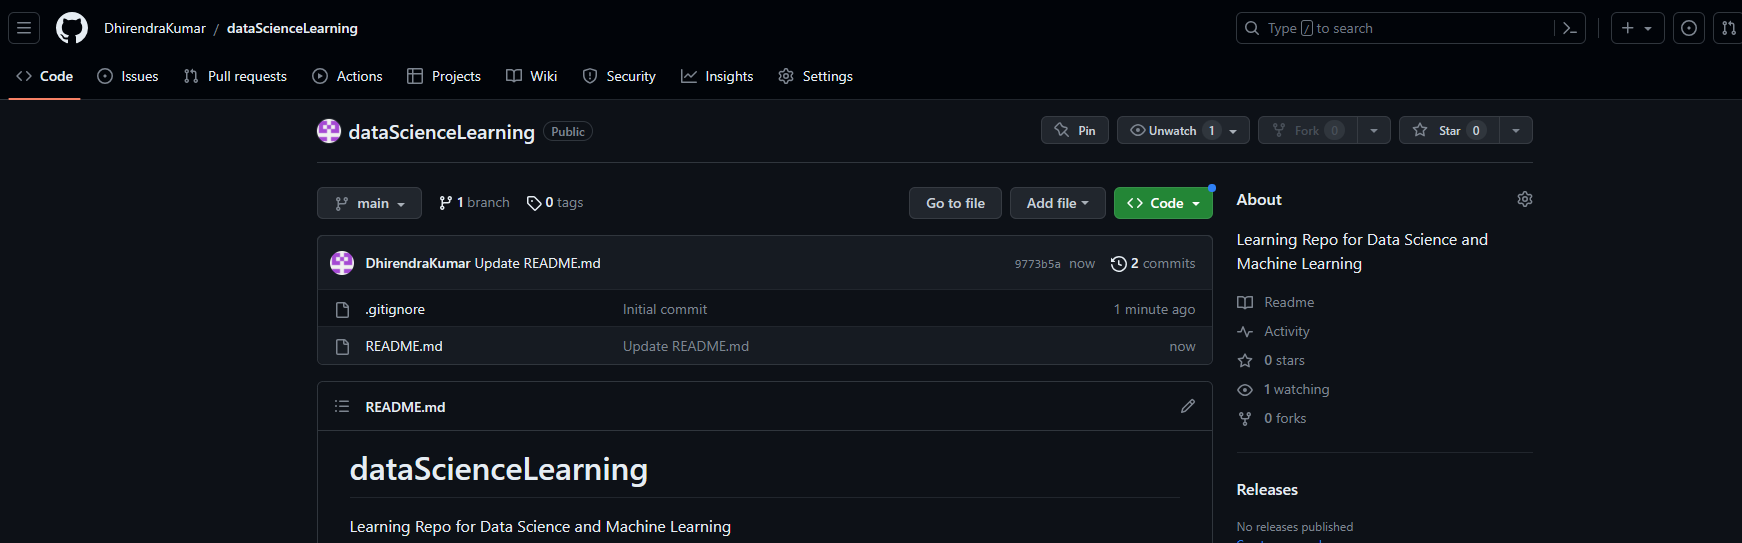 DhirendraKumar / dataScienceLearning
Type / to search
Code Issues Pull requests Actions Projects Wiki Security Insights Settings
dataScienceLearning Public
Pin Unwatch 1 Fork 0 Star 0
main 1 branch 0 tags Go to file Add file Code
DhirendraKumar Update README.md 9773b5a now 2 commits
.gitignore Initial commit 1 minute ago
README.md Update README.md now
README.md
dataScienceLearning
Learning Repo for Data Science and Machine Learning
About
Learning Repo for Data Science and
Machine Learning
Readme
Activity
0 stars
1 watching
0 forks
Releases
No releases published